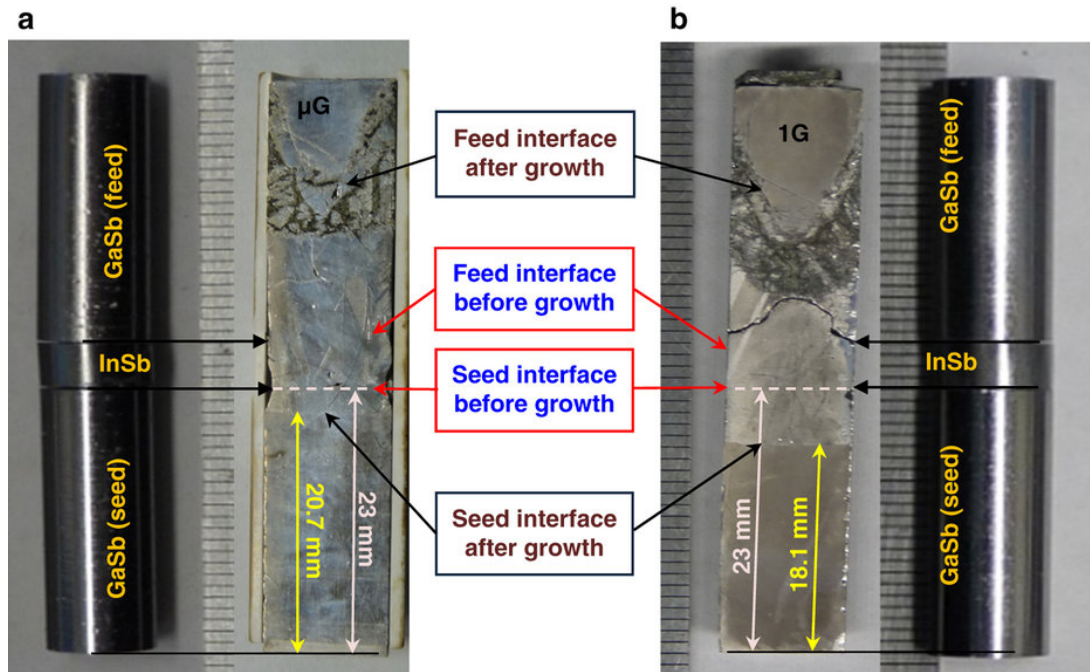 a
b
µG
1G
GaSb (feed)
InSb
GaSb (seed)
20.7 mm
23 mm
Feed interface
after growth
Feed interface
before growth
Seed interface
before growth
Seed interface
after growth
23 mm
18.1 mm
GaSb (feed)
InSb
GaSb (seed)